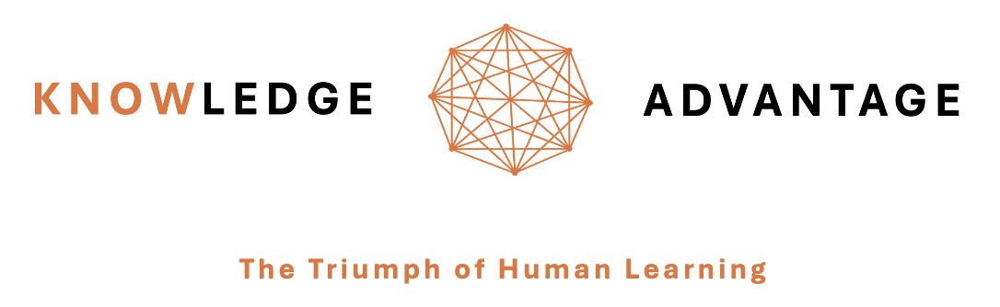 KNOWLEDGE ADVANTAGE
The Triumph of Human Learning